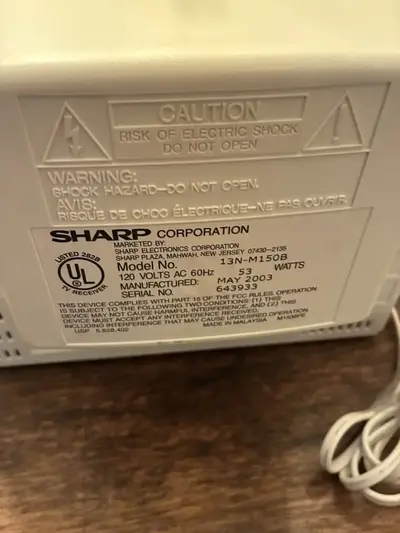 CAUTION
RISK OF ELECTRIC SHOCK
DO NOT OPEN
WARNING:
SHOCK HAZARD-DO NOT OPEN.
AVIS:
RISQUE DE CHOC ÉLECTRIQUE-NE PAS OUVRIR.
SHARP CORPORATION
MARKETED BY:
SHARP ELECTRONICS CORPORATION
SHARP PLAZA, MAHWAH, NEW JERSEY 07430-2135
LISTED 282B
UL
TV RECEIVER
Model No. 13N-M150B
120 VOLTS AC 60Hz 53 WATTS
MANUFACTURED: MAY 2003
SERIAL NO. 643933
THIS DEVICE COMPLIES WITH PART 15 OF THE FCC RULES, OPERATION
IS SUBJECT TO THE FOLLOWING TWO CONDITIONS: (1) THIS
DEVICE MAY NOT CAUSE HARMFUL INTERFERENCE, AND (2) THIS
DEVICE MUST ACCEPT ANY INTERFERENCE RECEIVED,
INCLUDING INTERFERENCE THAT MAY CAUSE UNDESIRED OPERATION.
USP 5,828,402 MADE IN MALAYSIA